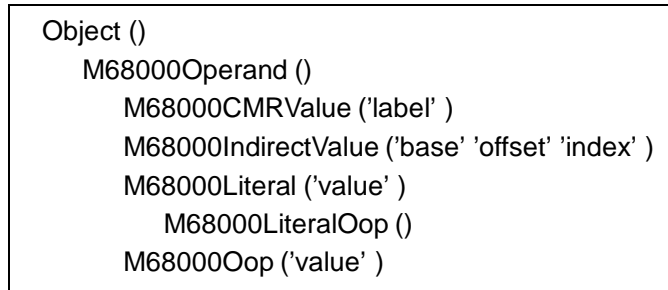 Object ()
M68000Operand ()
M68000CMRValue (’label’ )
M68000IndirectValue (’base’ ’offset’ ’index’ )
M68000Literal (’value’ )
M68000LiteralOop ()
M68000Oop (’value’ )